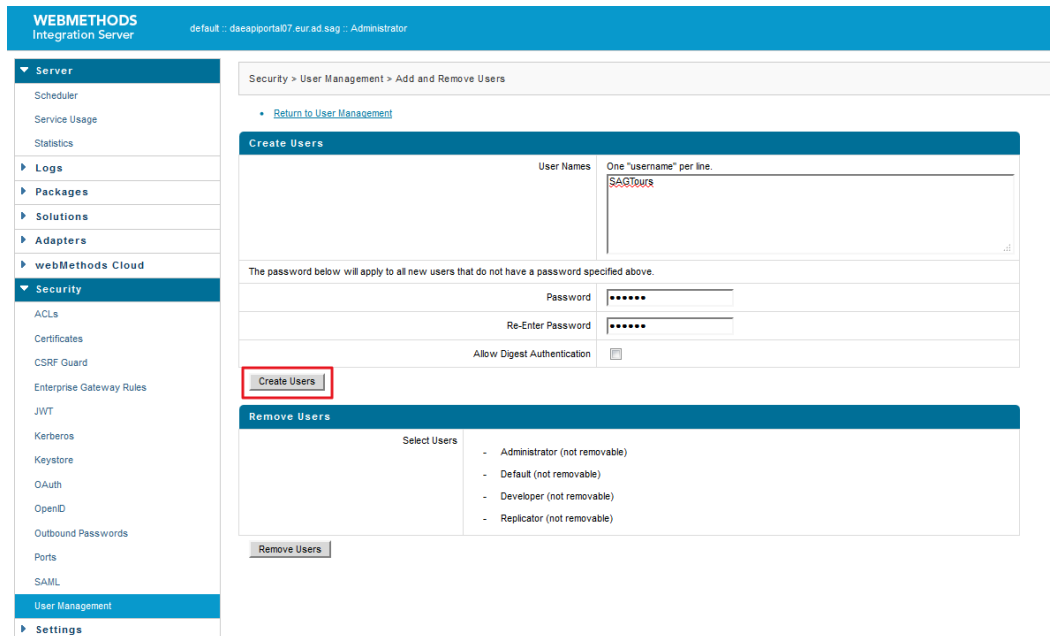 WEBMETHODS
Integration Server
default :: daeapiportal07.eur.ad.sag :: Administrator
Server
Scheduler
Service Usage
Statistics
Logs
Packages
Solutions
Adapters
webMethods Cloud
Security
ACLs
Certificates
CSRF Guard
Enterprise Gateway Rules
JWT
Kerberos
Keystore
OAuth
OpenID
Outbound Passwords
Ports
SAML
User Management
Settings
Security > User Management > Add and Remove Users
Return to User Management
Create Users
User Names One "username" per line.
SAGTours
The password below will apply to all new users that do not have a password specified above.
Password ••••••
Re-Enter Password ••••••
Allow Digest Authentication
Create Users
Remove Users
Select Users
- Administrator (not removable)
- Default (not removable)
- Developer (not removable)
- Replicator (not removable)
Remove Users